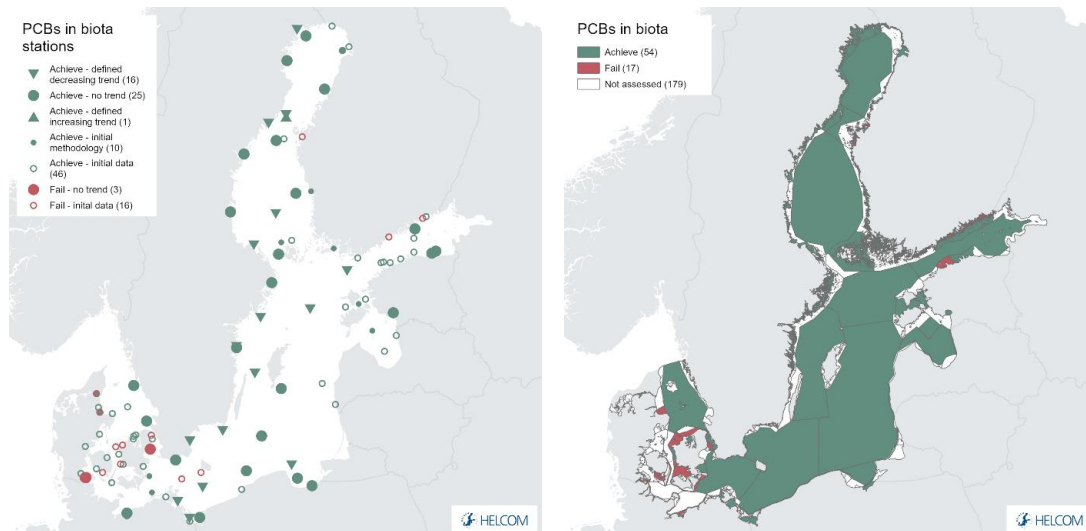 PCBs in biota
stations
Achieve - defined
decreasing trend (16)
Achieve - no trend (25)
Achieve - defined
increasing trend (1)
Achieve - initial
methodology (10)
Achieve - initial data
(46)
Fail - no trend (3)
Fail - inital data (16)
HELCOM
PCBs in biota
Achieve (54)
Fail (17)
Not assessed (179)
HELCOM